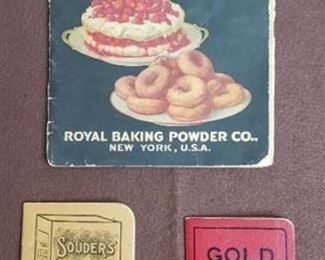 ROYAL BAKING POWDER CO.,
NEW YORK, U.S.A.
SOUDERS'
GOLD